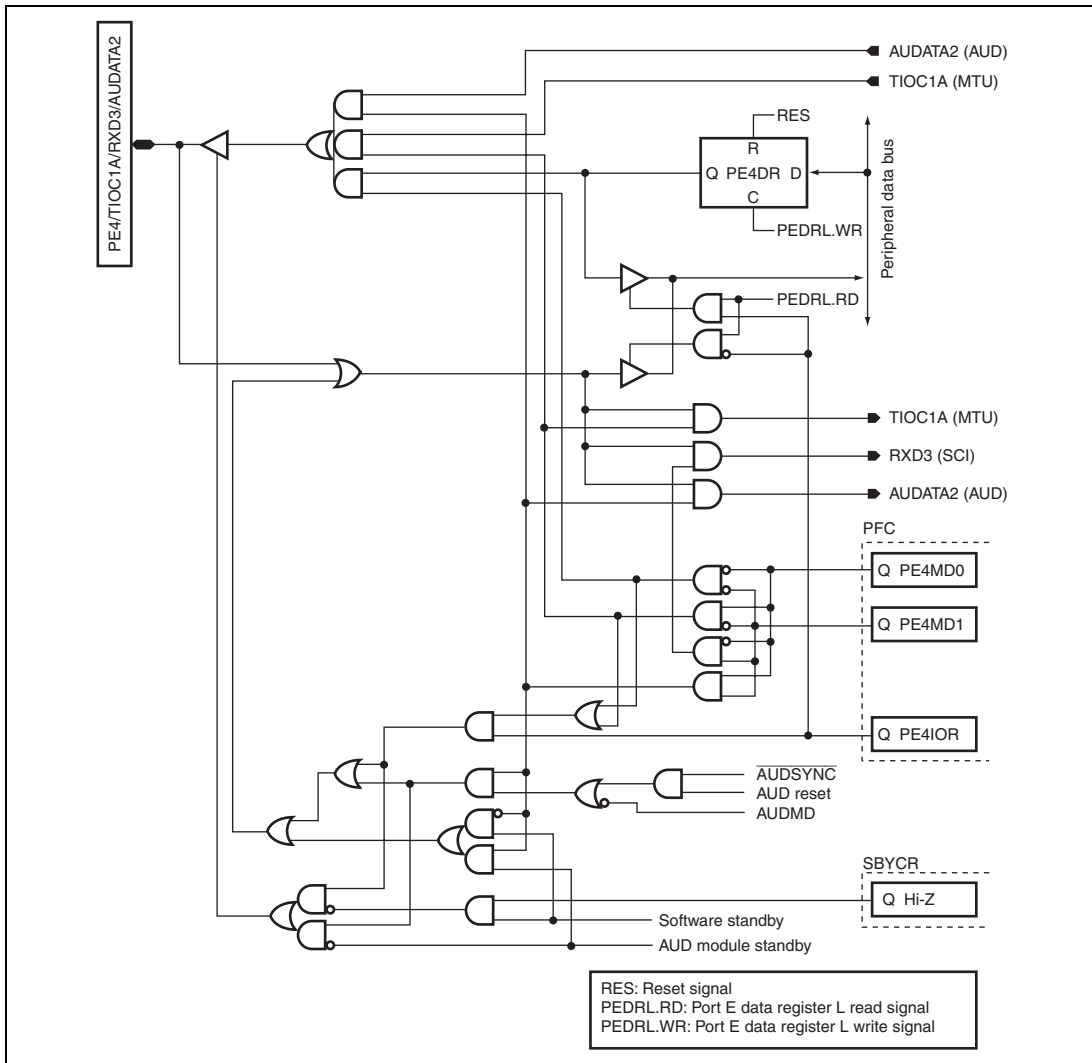 PE4/TIOC1A/RXD3/AUDATA2
AUDATA2 (AUD)
TIOC1A (MTU)
RES
R
Q PE4DR D
C
PEDRL.WR
Peripheral data bus
PEDRL.RD
TIOC1A (MTU)
RXD3 (SCI)
AUDATA2 (AUD)
PFC
Q PE4MD0
Q PE4MD1
Q PE4IOR
AUDSYNC
AUD reset
AUDMD
SBYCR
Q Hi-Z
Software standby
AUD module standby
RES: Reset signal
PEDRL.RD: Port E data register L read signal
PEDRL.WR: Port E data register L write signal